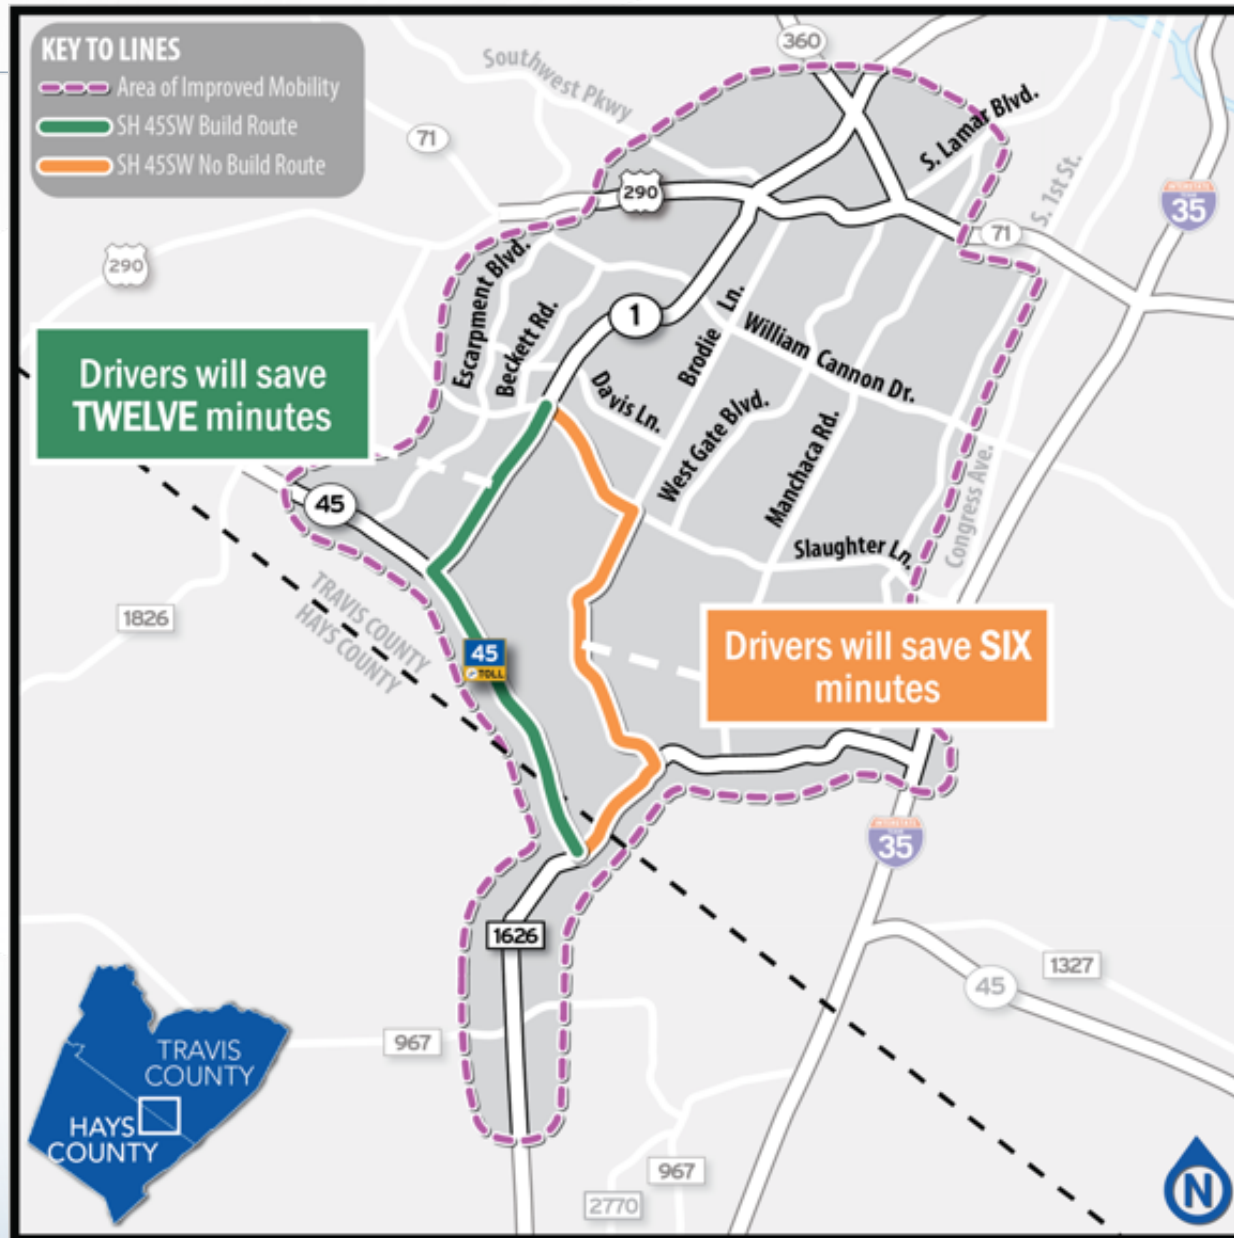 KEY TO LINES
Area of Improved Mobility
SH 45SW Build Route
SH 45SW No Build Route
360
Southwest Pkwy
71
S. Lamar Blvd.
S. 1st St.
290
INTERSTATE
35
71
290
Escarpment Blvd.
Beckett Rd.
1
Brodie Ln.
William Cannon Dr.
Drivers will save
TWELVE minutes
Davis Ln.
West Gate Blvd.
Manchaca Rd.
Congress Ave.
45
Slaughter Ln.
TRAVIS COUNTY
HAYS COUNTY
1826
45
TOLL
Drivers will save SIX
minutes
INTERSTATE
35
1626
1327
45
967
TRAVIS
COUNTY
HAYS
COUNTY
967
2770
N